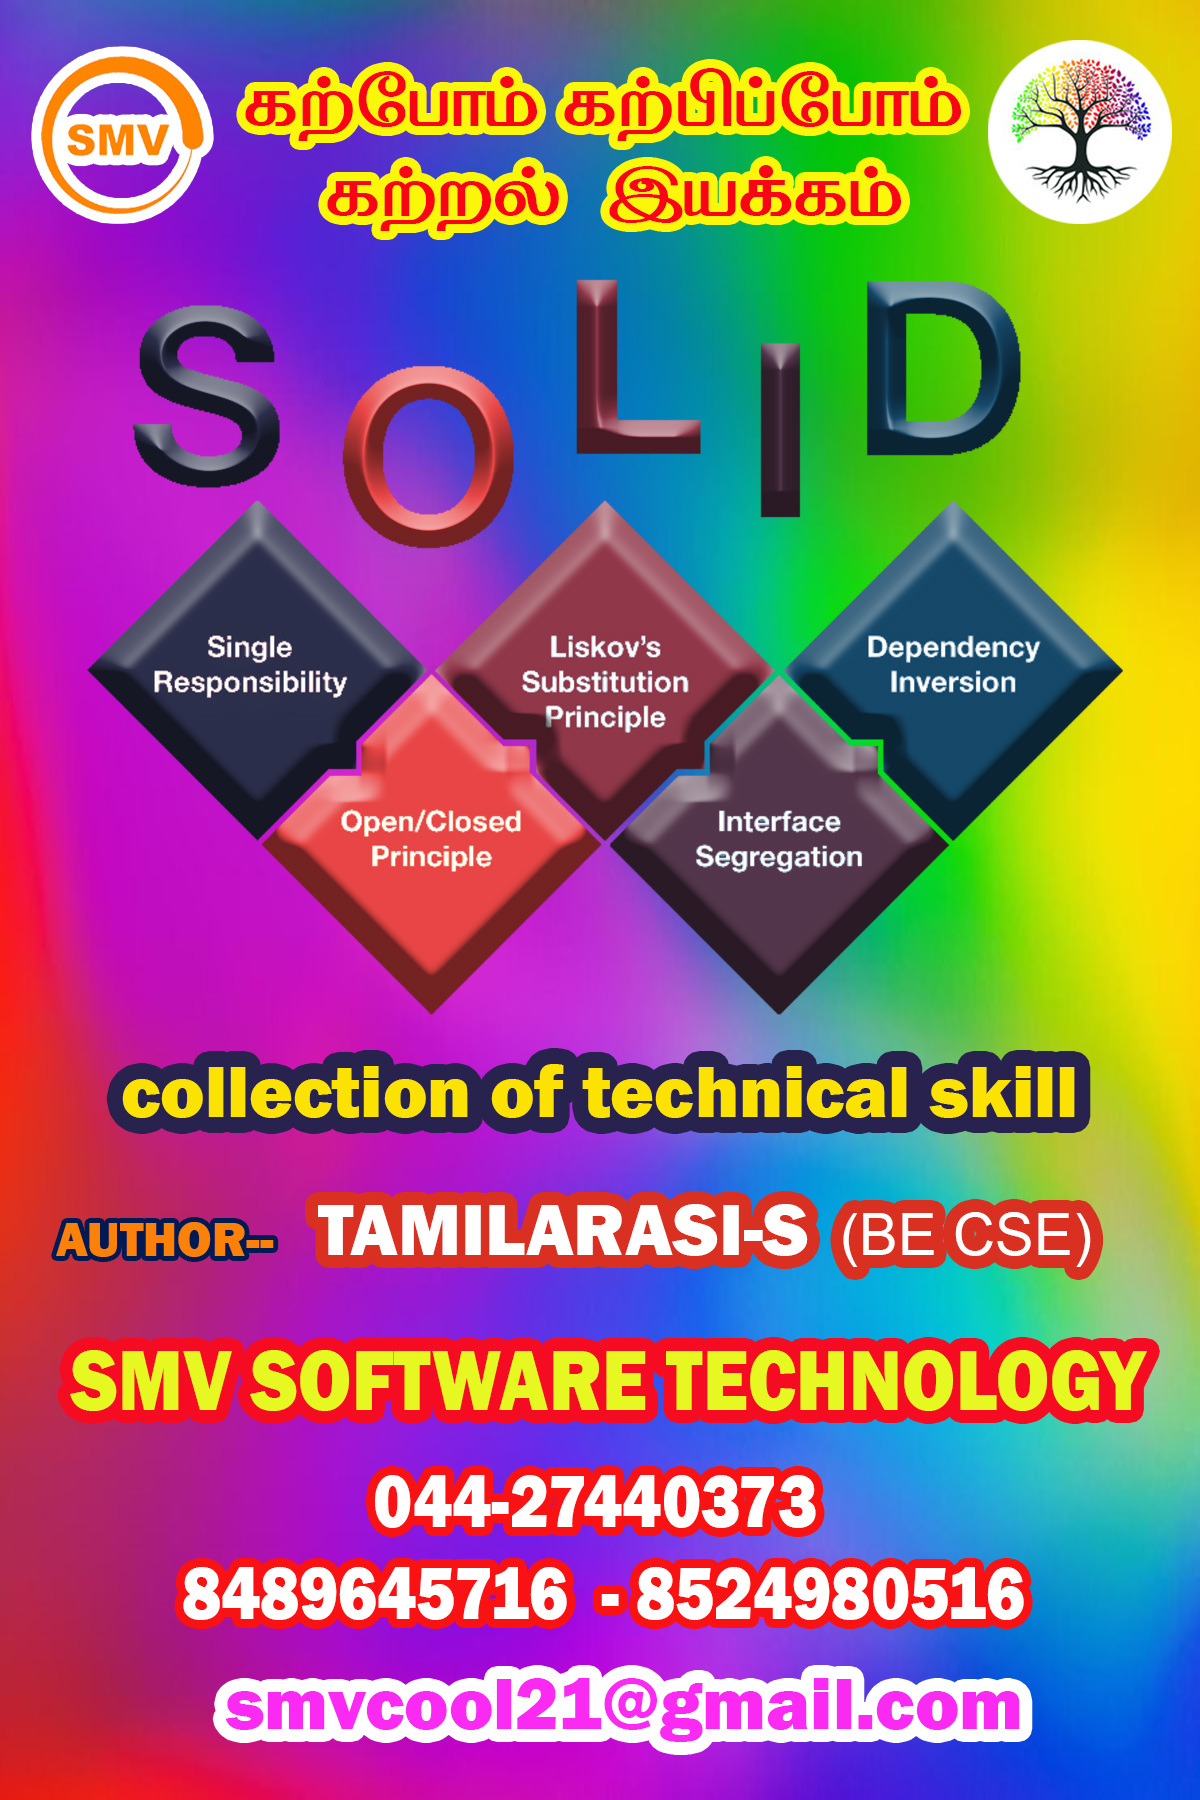 SMV
கற்போம் கற்பிப்போம்
கற்றல் இயக்கம்
SOLID
Single
Responsibility
Open/Closed
Principle
Liskov's
Substitution
Principle
Interface
Segregation
Dependency
Inversion
collection of technical skill
AUTHOR-- TAMILARASI-S (BE CSE)
SMV SOFTWARE TECHNOLOGY
044-27440373
8489645716 - 8524980516
smvcool21@gmail.com